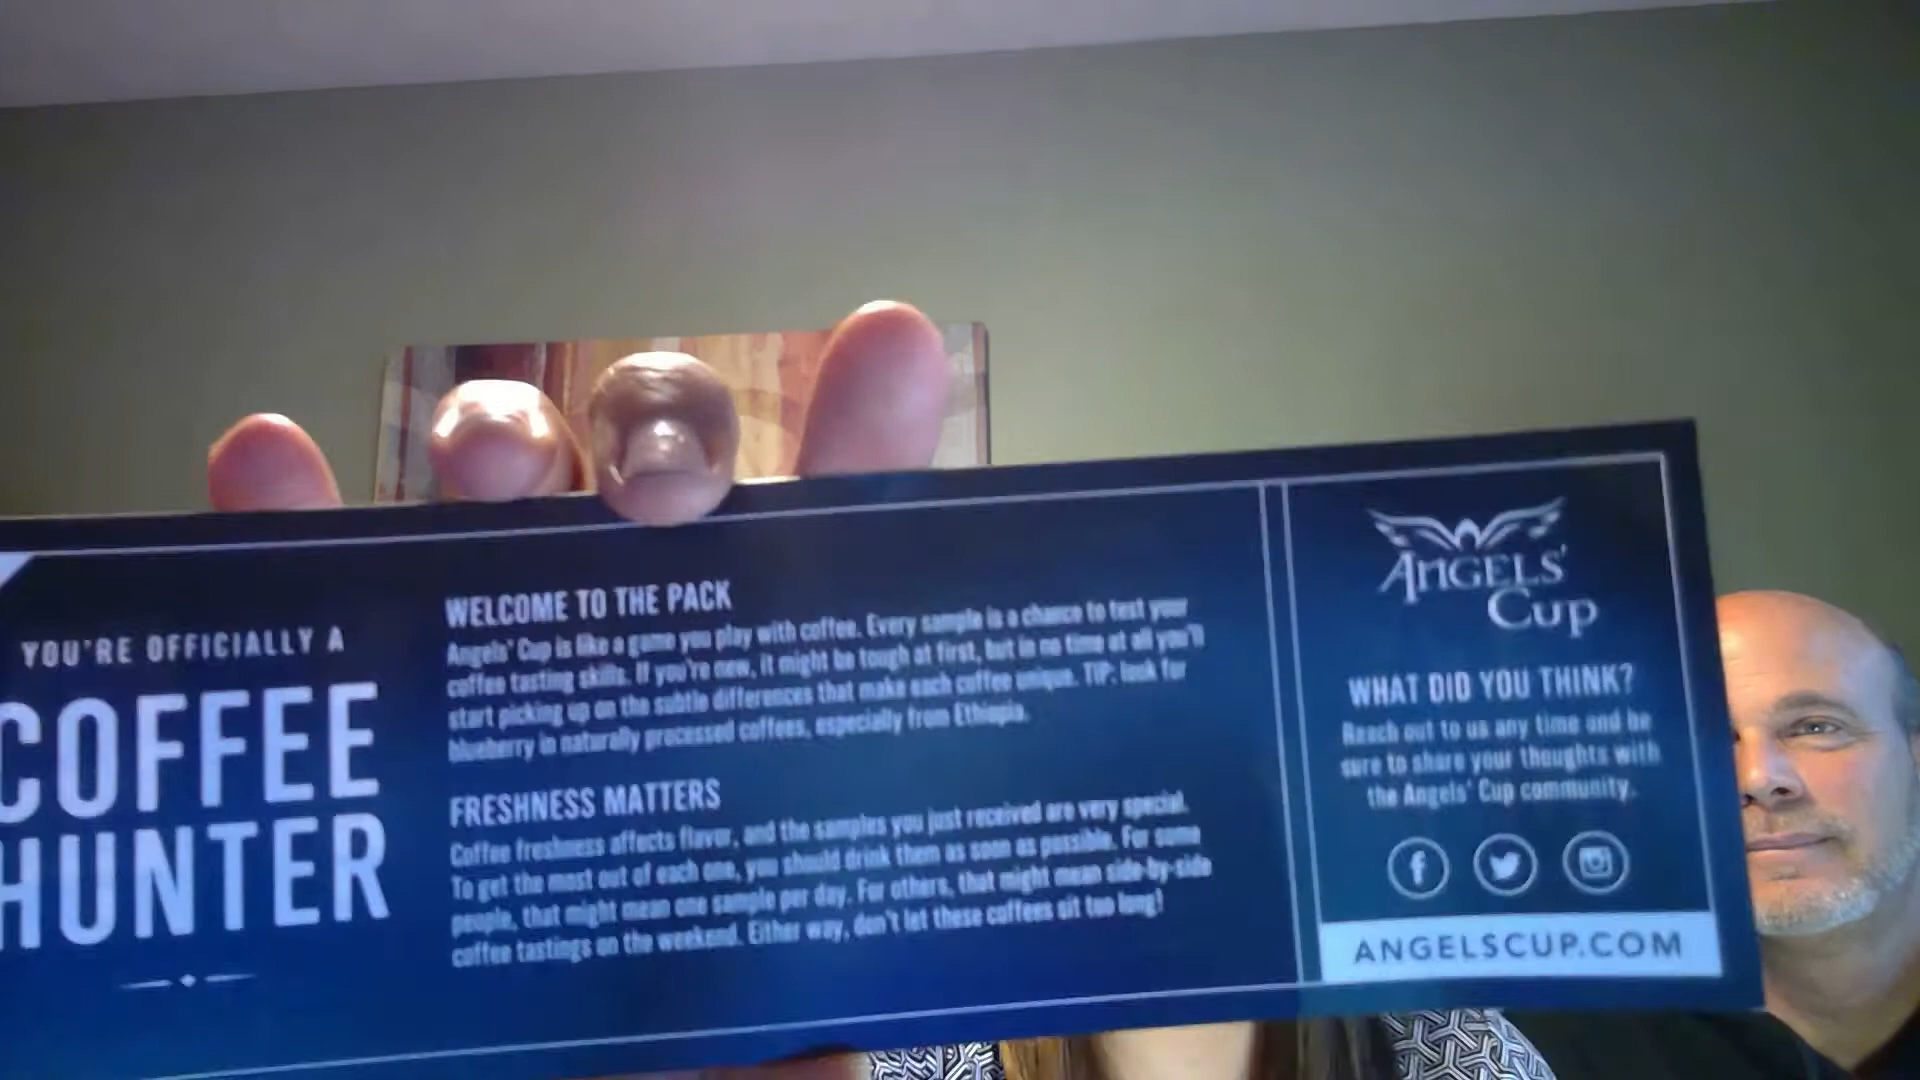 YOU'RE OFFICIALLY A
COFFEE
HUNTER
WELCOME TO THE PACK
Angels' Cup is like a game you play with coffee. Every sample is a chance to test your
coffee tasting skills. If you're new, it might be tough at first, but in no time at all you'll
start picking up on the subtle differences that make each coffee unique. TIP: look for
blueberry in naturally processed coffees, especially from Ethiopia.
FRESHNESS MATTERS
Coffee freshness affects flavor, and the samples you just received are very special.
To get the most out of each one, you should drink them as soon as possible. For some
people, that might mean one sample per day. For others, that might mean side-by-side
coffee tastings on the weekend. Either way, don't let these coffees sit too long!
ANGELS'
Cup
WHAT DID YOU THINK?
Reach out to us any time and be
sure to share your thoughts with
the Angels' Cup community.
ANGELSCUP.COM